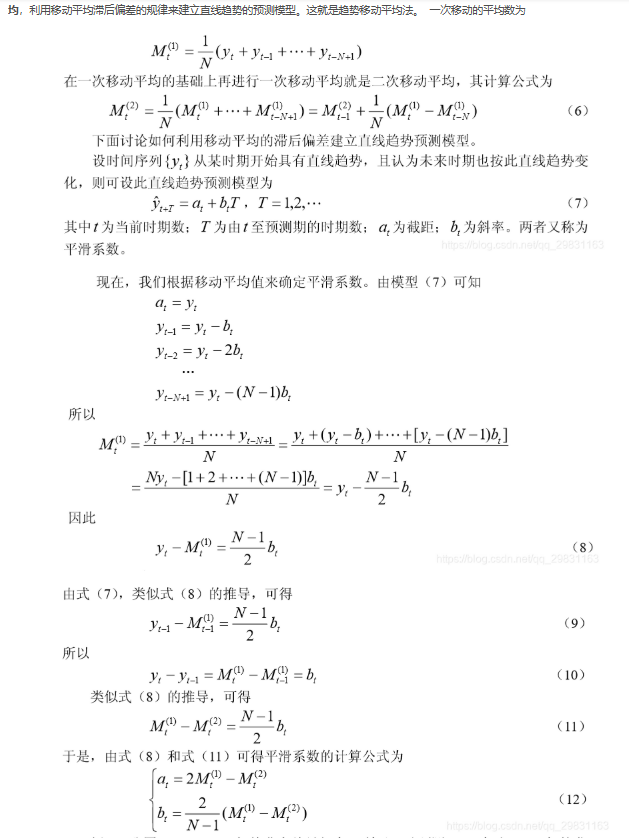 均，利用移动平均滞后偏差的规律来建立直线趋势的预测模型。这就是趋势移动平均法。 一次移动的平均数为
M_t^{(1)} = \frac{1}{N}(y_t + y_{t-1} + \cdots + y_{t-N+1})
在一次移动平均的基础上再进行一次移动平均就是二次移动平均，其计算公式为
M_t^{(2)} = \frac{1}{N}(M_t^{(1)} + \cdots + M_{t-N+1}^{(1)}) = M_{t-1}^{(2)} + \frac{1}{N}(M_t^{(1)} - M_{t-N}^{(1)}) （6）
下面讨论如何利用移动平均的滞后偏差建立直线趋势预测模型。
设时间序列{y_t}从某时期开始具有直线趋势，且认为未来时期也按此直线趋势变
化，则可设此直线趋势预测模型为
\hat{y}_{t+T} = a_t + b_t T，T = 1,2,\cdots （7）
其中t为当前时期数；T为由t至预测期的时期数；a_t为截距；b_t为斜率。两者又称为
平滑系数。
https://blog.csdn.net/qq_29831163
现在，我们根据移动平均值来确定平滑系数。由模型（7）可知
a_t = y_t
y_{t-1} = y_t - b_t
y_{t-2} = y_t - 2b_t
…
y_{t-N+1} = y_t - (N-1)b_t
所以
M_t^{(1)} = \frac{y_t + y_{t-1} + \cdots + y_{t-N+1}}{N} = \frac{y_t + (y_t - b_t) + \cdots + [y_t - (N-1)b_t]}{N}
= \frac{Ny_t - [1+2+\cdots+(N-1)]b_t}{N} = y_t - \frac{N-1}{2}b_t
因此
y_t - M_t^{(1)} = \frac{N-1}{2}b_t （8）
https://blog.csdn.net/qq_29831163
由式（7），类似式（8）的推导，可得
y_{t-1} - M_{t-1}^{(1)} = \frac{N-1}{2}b_t （9）
所以
y_t - y_{t-1} = M_t^{(1)} - M_{t-1}^{(1)} = b_t （10）
类似式（8）的推导，可得
M_t^{(1)} - M_t^{(2)} = \frac{N-1}{2}b_t （11）
于是，由式（8）和式（11）可得平滑系数的计算公式为
\begin{cases} a_t = 2M_t^{(1)} - M_t^{(2)} \\ b_t = \frac{2}{N-1}(M_t^{(1)} - M_t^{(2)}) \end{cases} （12）
https://blog.csdn.net/qq_29831163